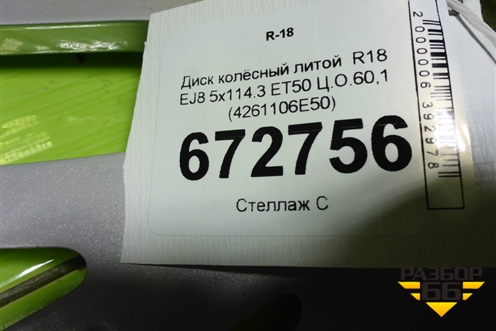 R-18
Диск колёсный литой R18
EJ8 5x114.3 ET50 Ц.О.60,1
(4261106E50)
672756
Стеллаж С
2000006392978
РАЗБОР
66